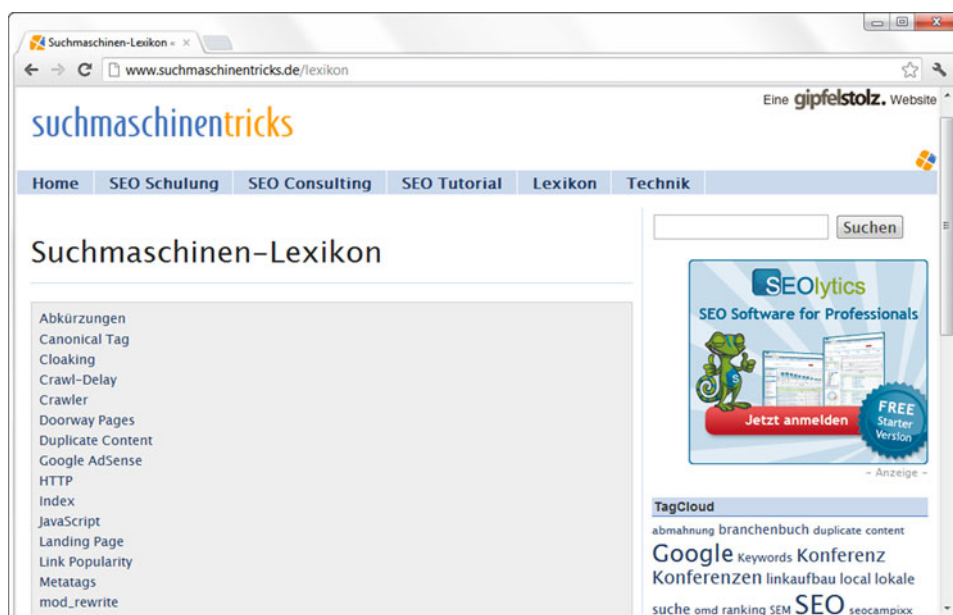 Suchmaschinen-Lexikon «
www.suchmaschinentricks.de/lexikon
Eine gipfelstolz. Website
suchmaschinentricks
Home SEO Schulung SEO Consulting SEO Tutorial Lexikon Technik
Suchmaschinen-Lexikon
Abkürzungen
Canonical Tag
Cloaking
Crawl-Delay
Crawler
Doorway Pages
Duplicate Content
Google AdSense
HTTP
Index
JavaScript
Landing Page
Link Popularity
Metatags
mod_rewrite
Suchen
SEOlytics
SEO Software for Professionals
S
Jetzt anmelden
FREE
Starter
Version
- Anzeige -
TagCloud
abmahnung branchenbuch duplicate content
Google Keywords Konferenz
Konferenzen linkaufbau local lokale
suche omd ranking SEM SEO seocampixx